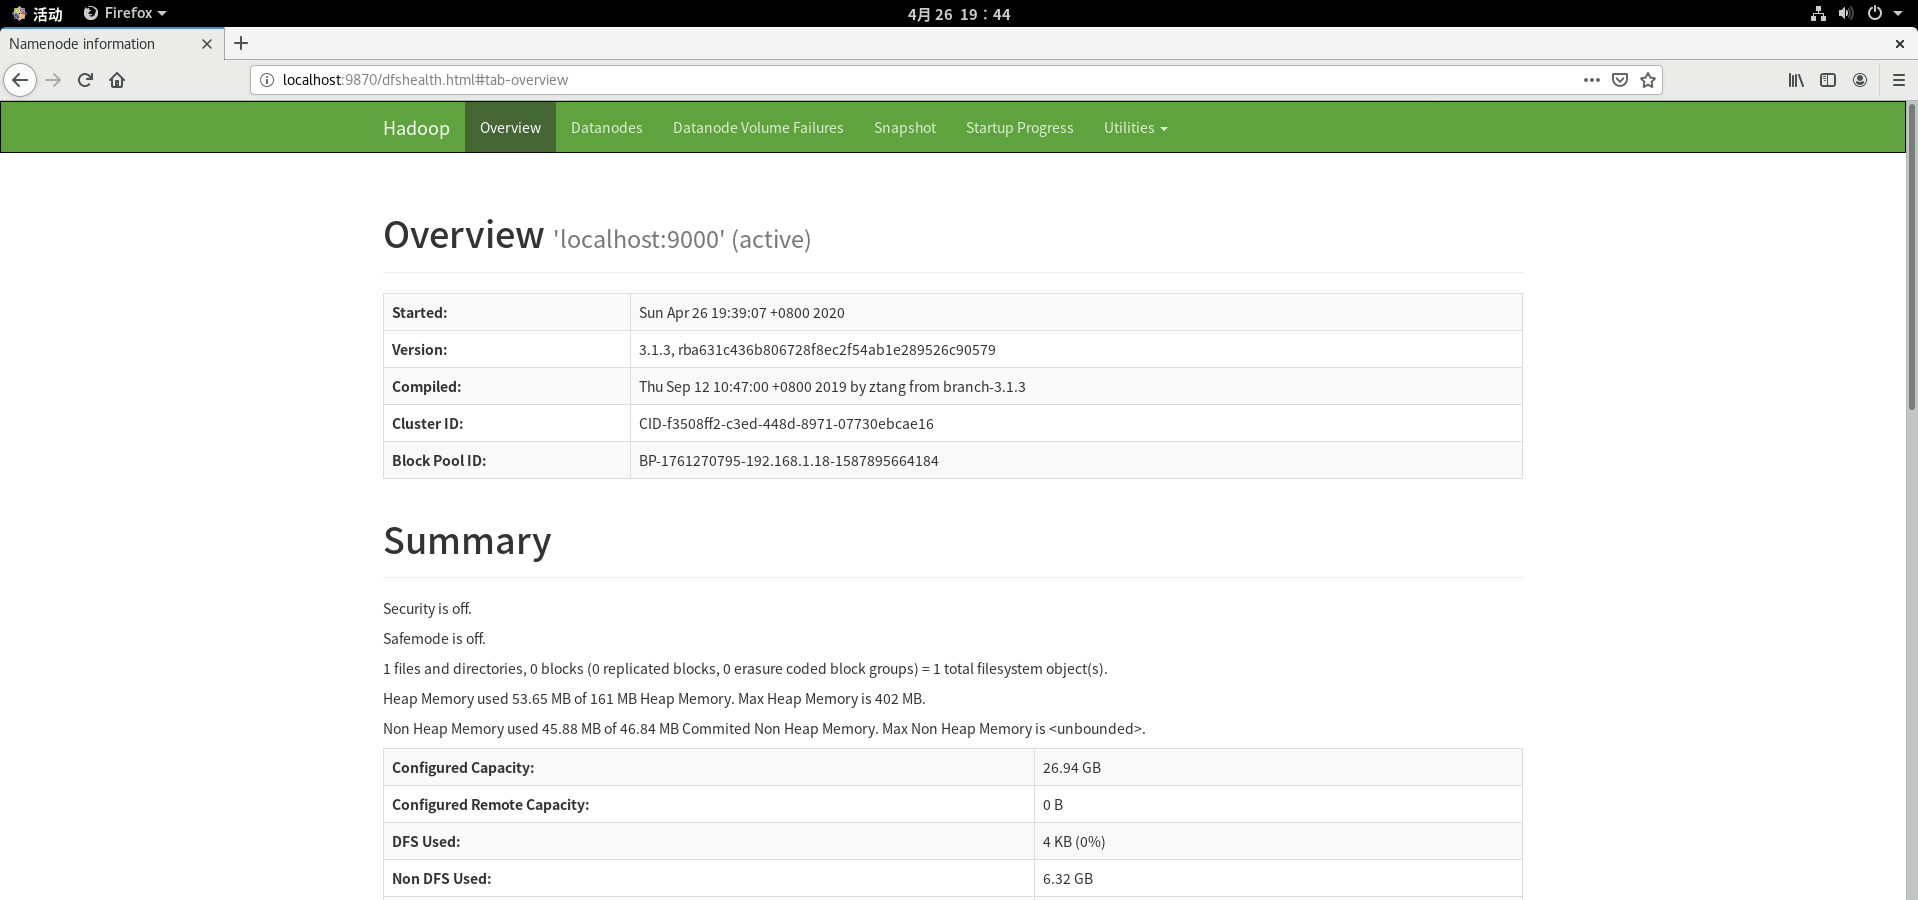 活动 Firefox 4月 26 19：44
Namenode information
localhost:9870/dfshealth.html#tab-overview
Hadoop Overview Datanodes Datanode Volume Failures Snapshot Startup Progress Utilities
Overview 'localhost:9000' (active)
Started: Sun Apr 26 19:39:07 +0800 2020
Version: 3.1.3, rba631c436b806728f8ec2f54ab1e289526c90579
Compiled: Thu Sep 12 10:47:00 +0800 2019 by ztang from branch-3.1.3
Cluster ID: CID-f3508ff2-c3ed-448d-8971-07730ebcae16
Block Pool ID: BP-1761270795-192.168.1.18-1587895664184
Summary
Security is off.
Safemode is off.
1 files and directories, 0 blocks (0 replicated blocks, 0 erasure coded block groups) = 1 total filesystem object(s).
Heap Memory used 53.65 MB of 161 MB Heap Memory. Max Heap Memory is 402 MB.
Non Heap Memory used 45.88 MB of 46.84 MB Commited Non Heap Memory. Max Non Heap Memory is <unbounded>.
Configured Capacity: 26.94 GB
Configured Remote Capacity: 0 B
DFS Used: 4 KB (0%)
Non DFS Used: 6.32 GB